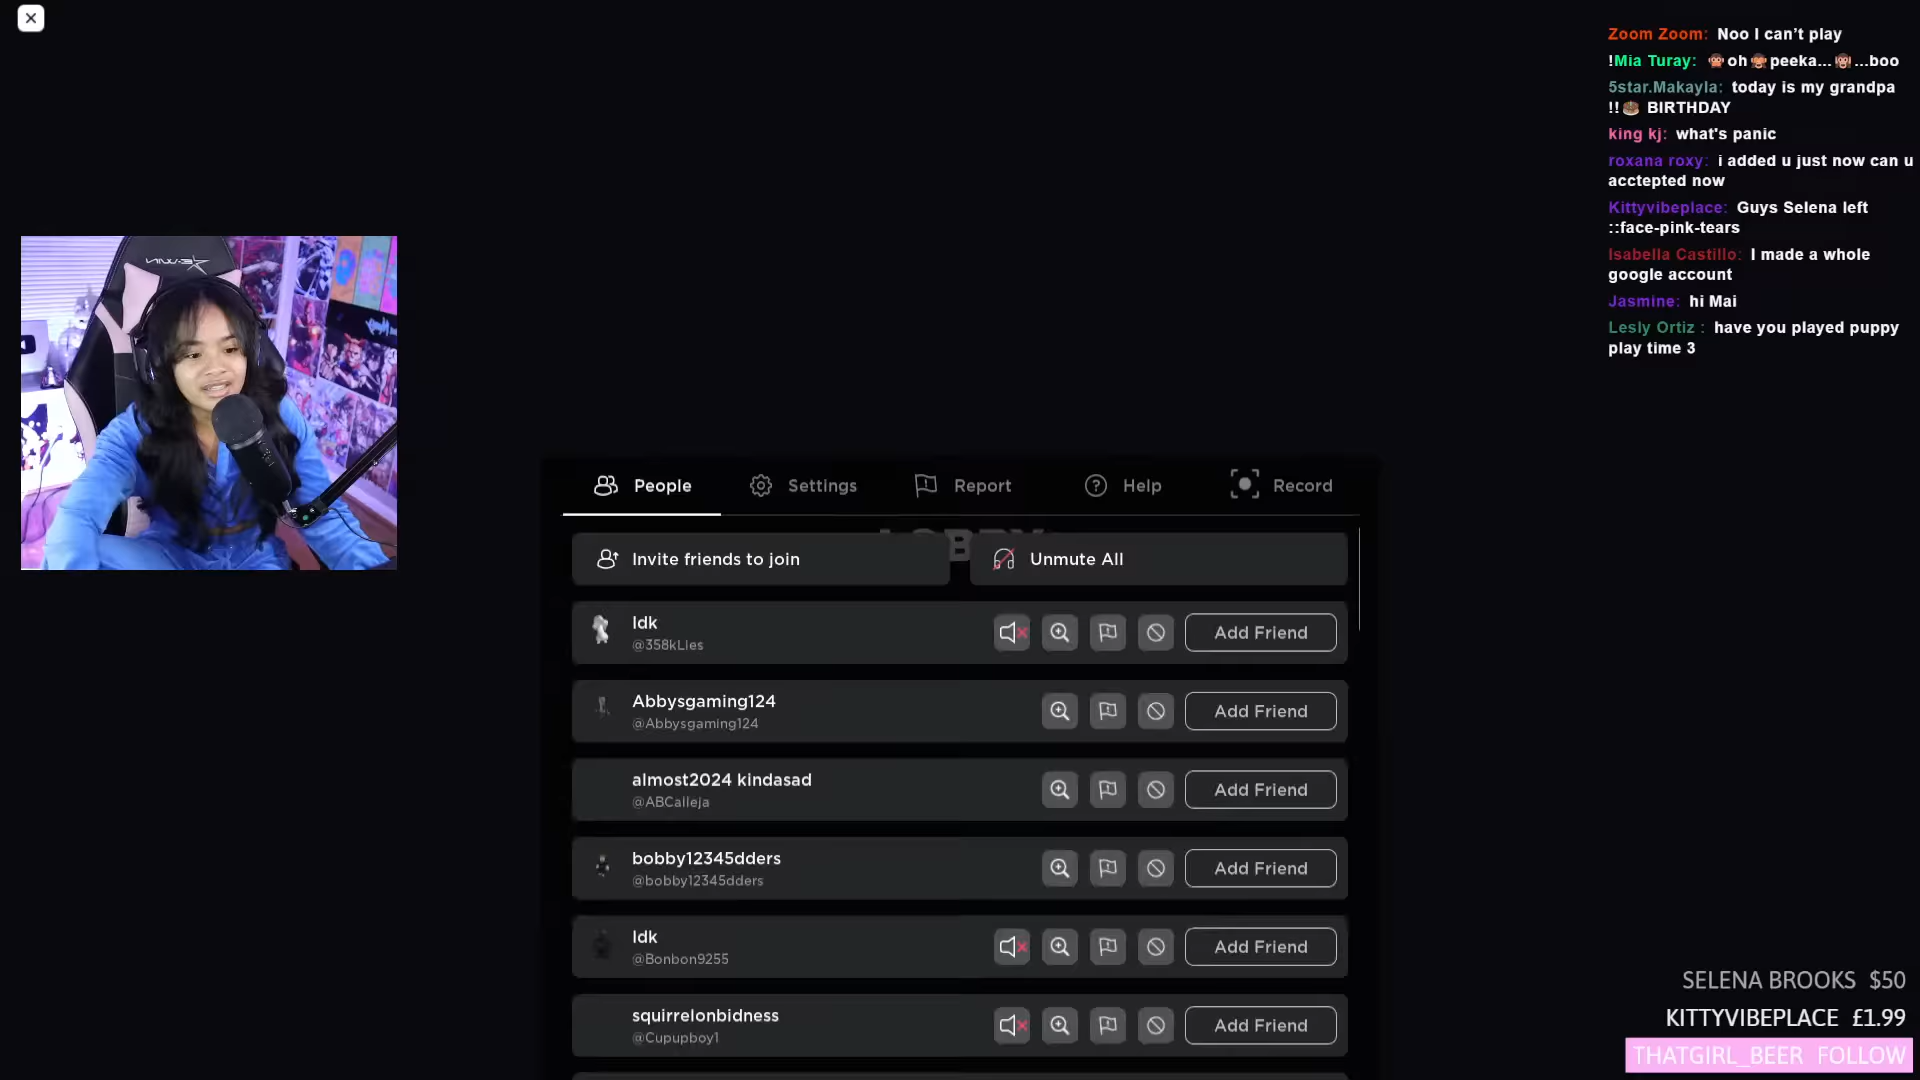 Zoom Zoom: Noo I can’t play
!Mia Turay: 🙊oh🙈peeka...🙉...boo
5star.Makayla: today is my grandpa
!!🎂 BIRTHDAY
king kj: what's panic
roxana roxy: i added u just now can u
acctepted now
Kittyvibeplace: Guys Selena left
::face-pink-tears
Isabella Castillo: I made a whole
google account
Jasmine: hi Mai
Lesly Ortiz : have you played puppy
play time 3
People
Settings
Report
Help
Record
LOBBY
Invite friends to join
Unmute All
Idk
@358kLIes
Add Friend
Abbysgaming124
@Abbysgaming124
Add Friend
almost2024 kindasad
@ABCalleja
Add Friend
bobby12345dders
@bobby12345dders
Add Friend
Idk
@Bonbon9255
Add Friend
squirrelonbidness
@Cupupboy1
Add Friend
SELENA BROOKS $50
KITTYVIBEPLACE £1.99
THATGIRL_BEER FOLLOW